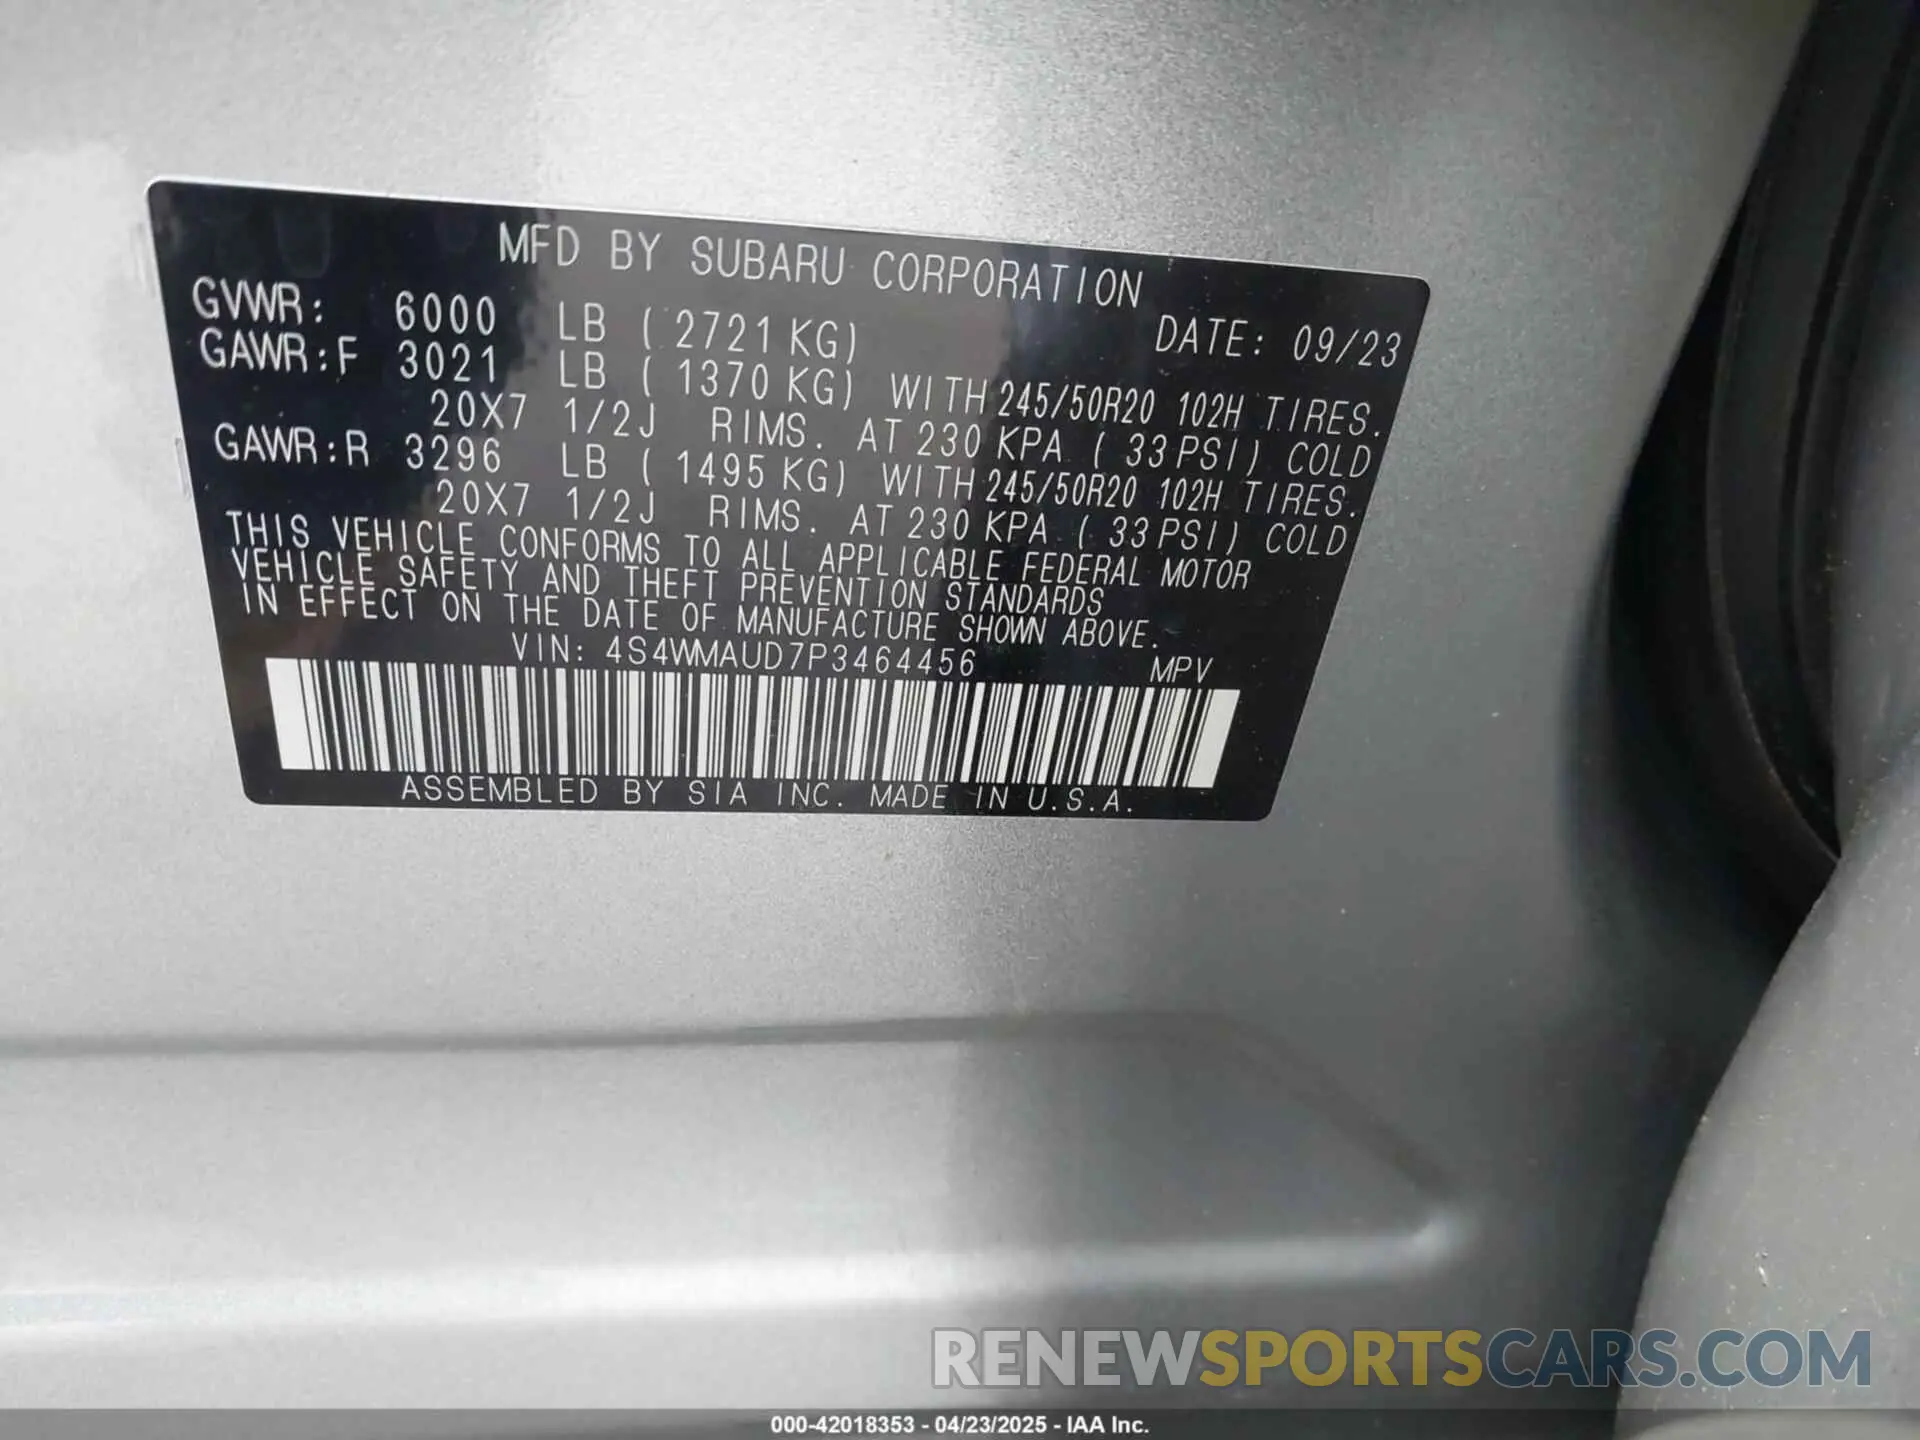 MFD BY SUBARU CORPORATION
GVWR: 6000 LB ( 2721 KG) DATE: 09/23
GAWR:F 3021 LB ( 1370 KG) WITH 245/50R20 102H TIRES.
20X7 1/2J RIMS. AT 230 KPA ( 33 PSI) COLD
GAWR:R 3296 LB ( 1495 KG) WITH 245/50R20 102H TIRES.
20X7 1/2J RIMS. AT 230 KPA ( 33 PSI) COLD
THIS VEHICLE CONFORMS TO ALL APPLICABLE FEDERAL MOTOR
VEHICLE SAFETY AND THEFT PREVENTION STANDARDS
IN EFFECT ON THE DATE OF MANUFACTURE SHOWN ABOVE.
VIN: 4S4WMAUD7P3464456 MPV
ASSEMBLED BY SIA INC. MADE IN U.S.A.
RENEWSPORTSCARS.COM
000-42018353 - 04/23/2025 - IAA Inc.